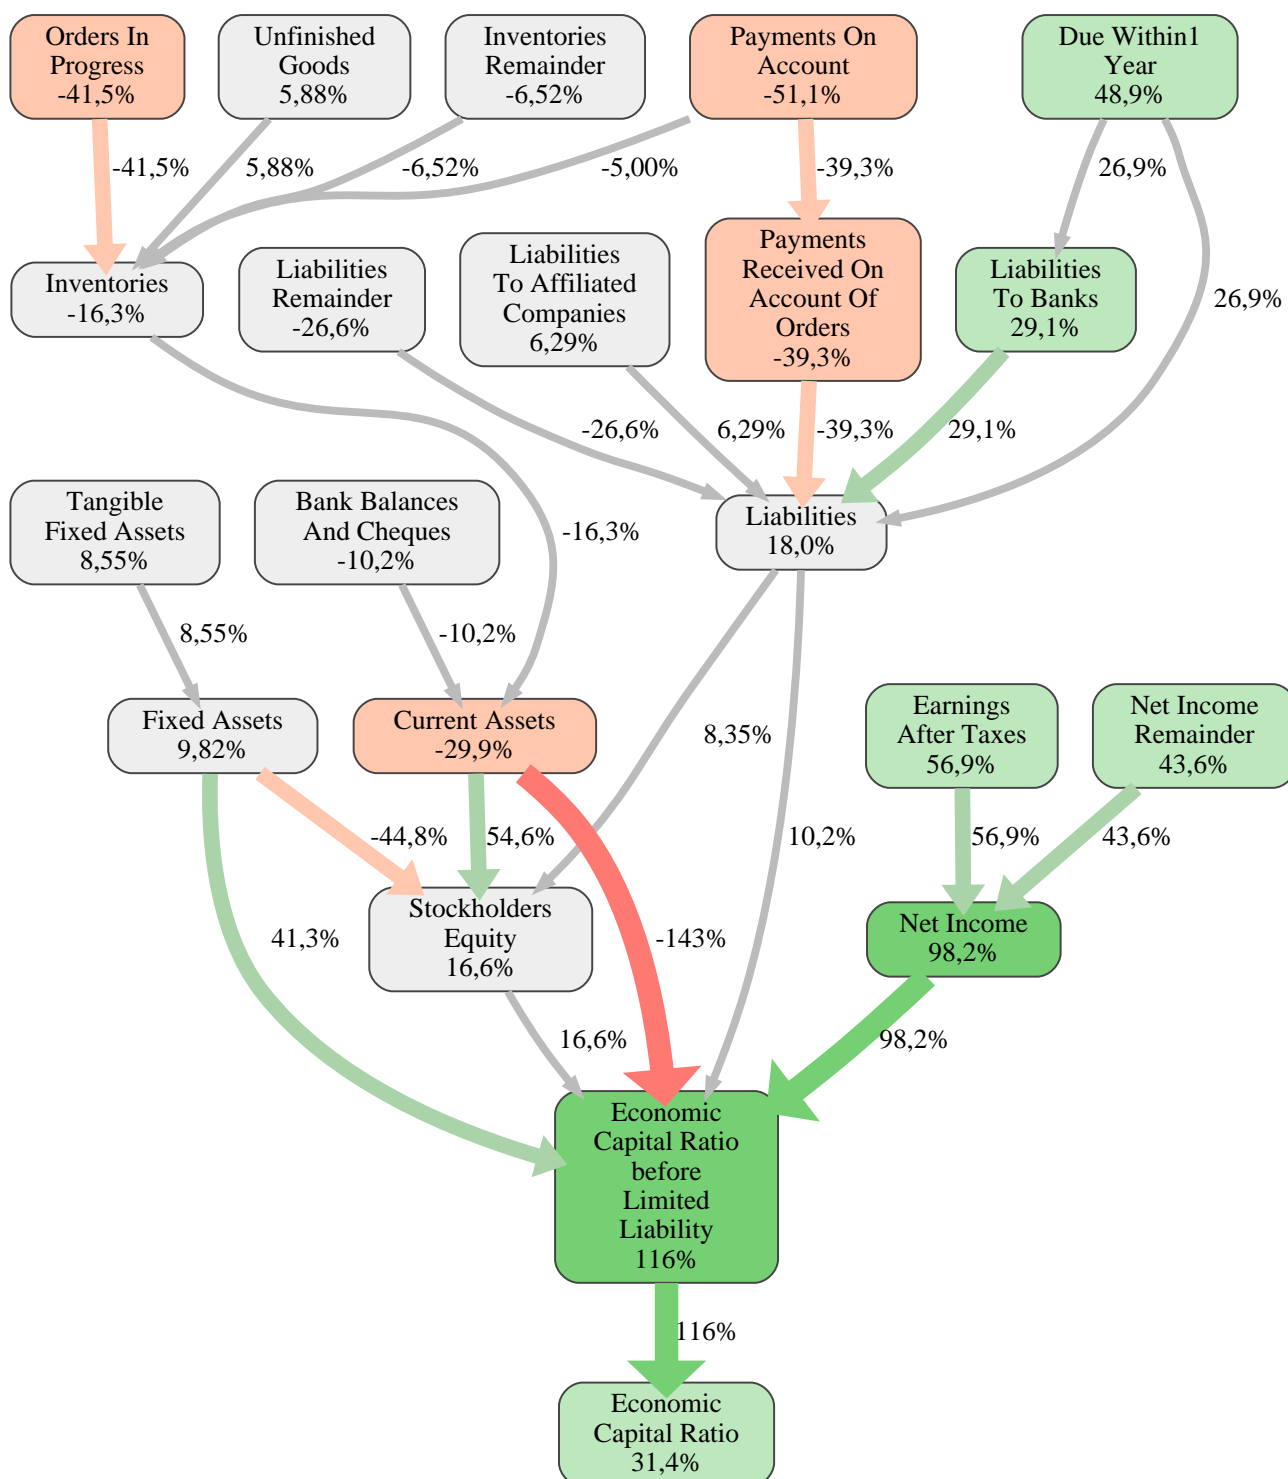 Orders In
Progress
-41,5%
Unfinished
Goods
5,88%
Inventories
Remainder
-6,52%
Payments On
Account
-51,1%
Due Within1
Year
48,9%
-41,5%
5,88%
-6,52%
-5,00%
-39,3%
26,9%
26,9%
Inventories
-16,3%
Liabilities
Remainder
-26,6%
Liabilities
To Affiliated
Companies
6,29%
Payments
Received On
Account Of
Orders
-39,3%
Liabilities
To Banks
29,1%
-26,6%
6,29%
-39,3%
29,1%
Tangible
Fixed Assets
8,55%
Bank Balances
And Cheques
-10,2%
-16,3%
Liabilities
18,0%
8,55%
-10,2%
Fixed Assets
9,82%
Current Assets
-29,9%
8,35%
10,2%
Earnings
After Taxes
56,9%
Net Income
Remainder
43,6%
-44,8%
54,6%
56,9%
43,6%
41,3%
Stockholders
Equity
16,6%
-143%
Net Income
98,2%
16,6%
98,2%
Economic
Capital Ratio
before
Limited
Liability
116%
116%
Economic
Capital Ratio
31,4%